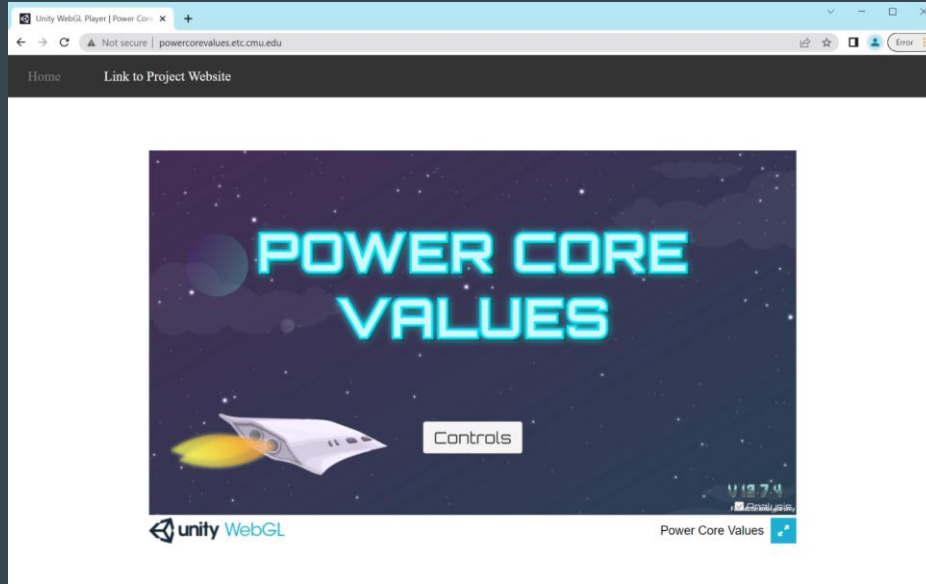 Unity WebGL Player | Power Cor
Not secure | powercorevalues.etc.cmu.edu
Error
Home Link to Project Website
POWER CORE
VALUES
Controls
V 12.7.4
unity WebGL
Power Core Values